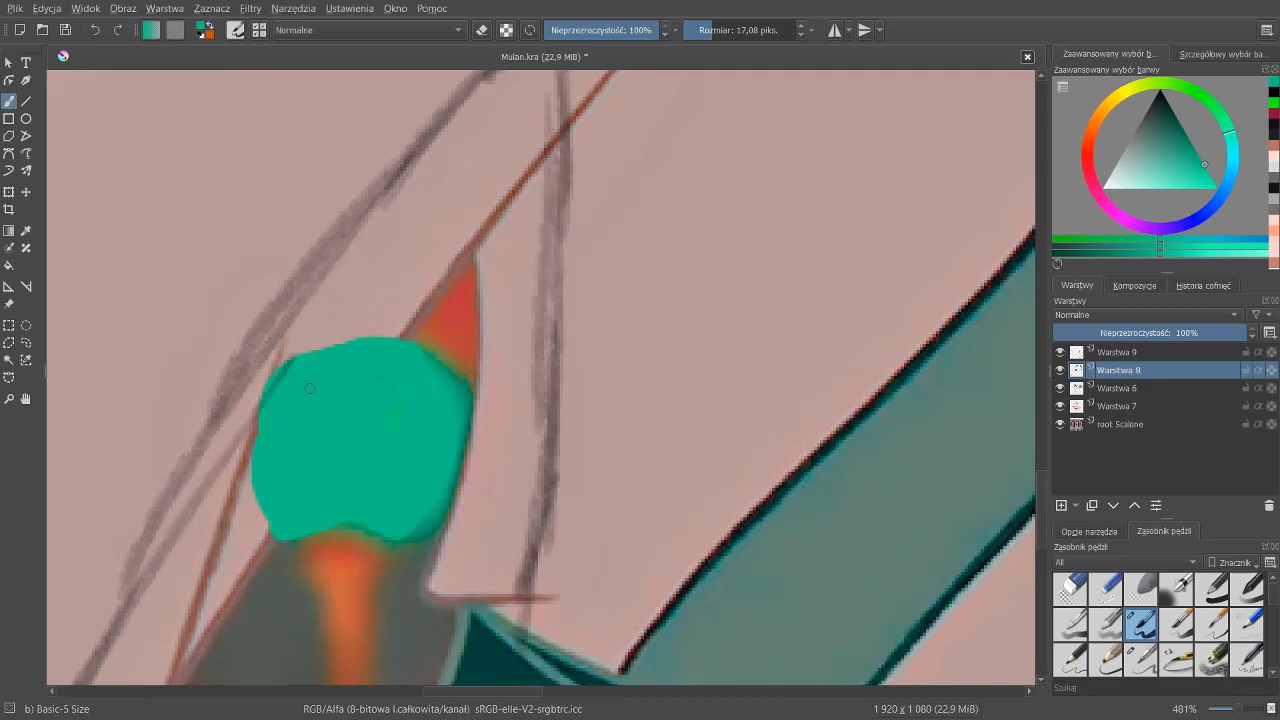 Plik Edycja Widok Obraz Warstwa Zaznacz Filtry Narzędzia Ustawienia Okno Pomoc
Normalne
Nieprzezroczystość: 100%
Rozmiar: 17,08 piks.
Mulan.kra (22,9 MiB) *
Zaawansowany wybór b... Szczegółowy wybór ba...
Zaawansowany wybór barwy
Warstwy Kompozycje Historia cofnięć
Warstwy
Normalne
Nieprzezroczystość: 100%
Warstwa 9
Warstwa 8
Warstwa 6
Warstwa 7
root Scalone
Opcje narzędzia Zasobnik pędzli
Zasobnik pędzli
All Znacznik
Szukaj
b) Basic-5 Size RGB/Alfa (8-bitowa l.całkowita/kanał) sRGB-elle-V2-srgbtrc.icc 1 920 x 1 080 (22,9 MiB) 481%